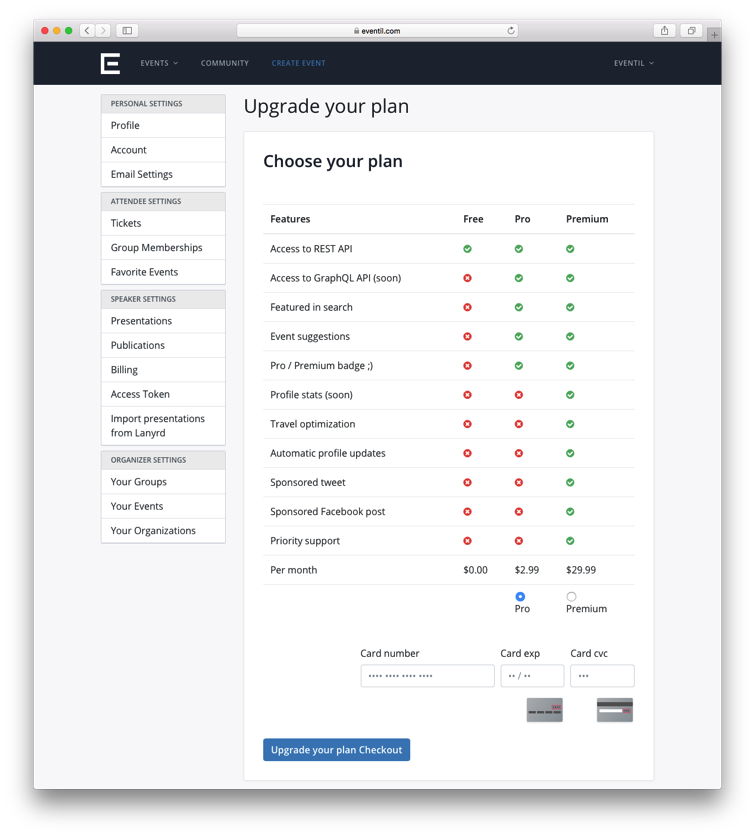 eventil.com
E EVENTS COMMUNITY CREATE EVENT EVENTIL
PERSONAL SETTINGS
Profile
Account
Email Settings
ATTENDEE SETTINGS
Tickets
Group Memberships
Favorite Events
SPEAKER SETTINGS
Presentations
Publications
Billing
Access Token
Import presentations
from Lanyrd
ORGANIZER SETTINGS
Your Groups
Your Events
Your Organizations
Upgrade your plan
Choose your plan
Features Free Pro Premium
Access to REST API
Access to GraphQL API (soon)
Featured in search
Event suggestions
Pro / Premium badge ;)
Profile stats (soon)
Travel optimization
Automatic profile updates
Sponsored tweet
Sponsored Facebook post
Priority support
Per month $0.00 $2.99 $29.99
Pro Premium
Card number Card exp Card cvc
•••• •••• •••• •••• •• / •• •••
Upgrade your plan Checkout